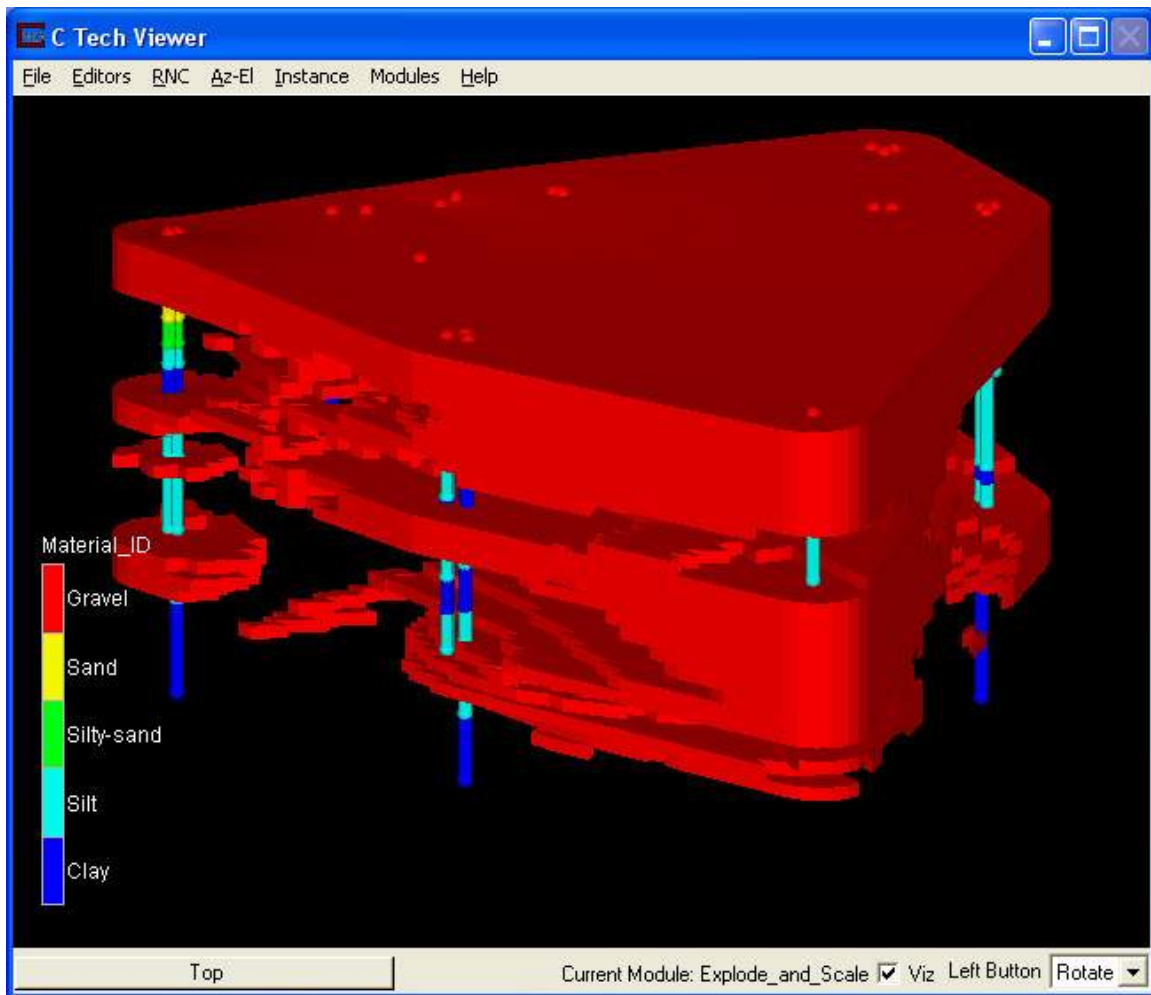 C Tech Viewer
File Editors RNC Az-El Instance Modules Help
Material_ID
Gravel
Sand
Silty-sand
Silt
Clay
Top Current Module: Explode_and_Scale Viz Left Button Rotate